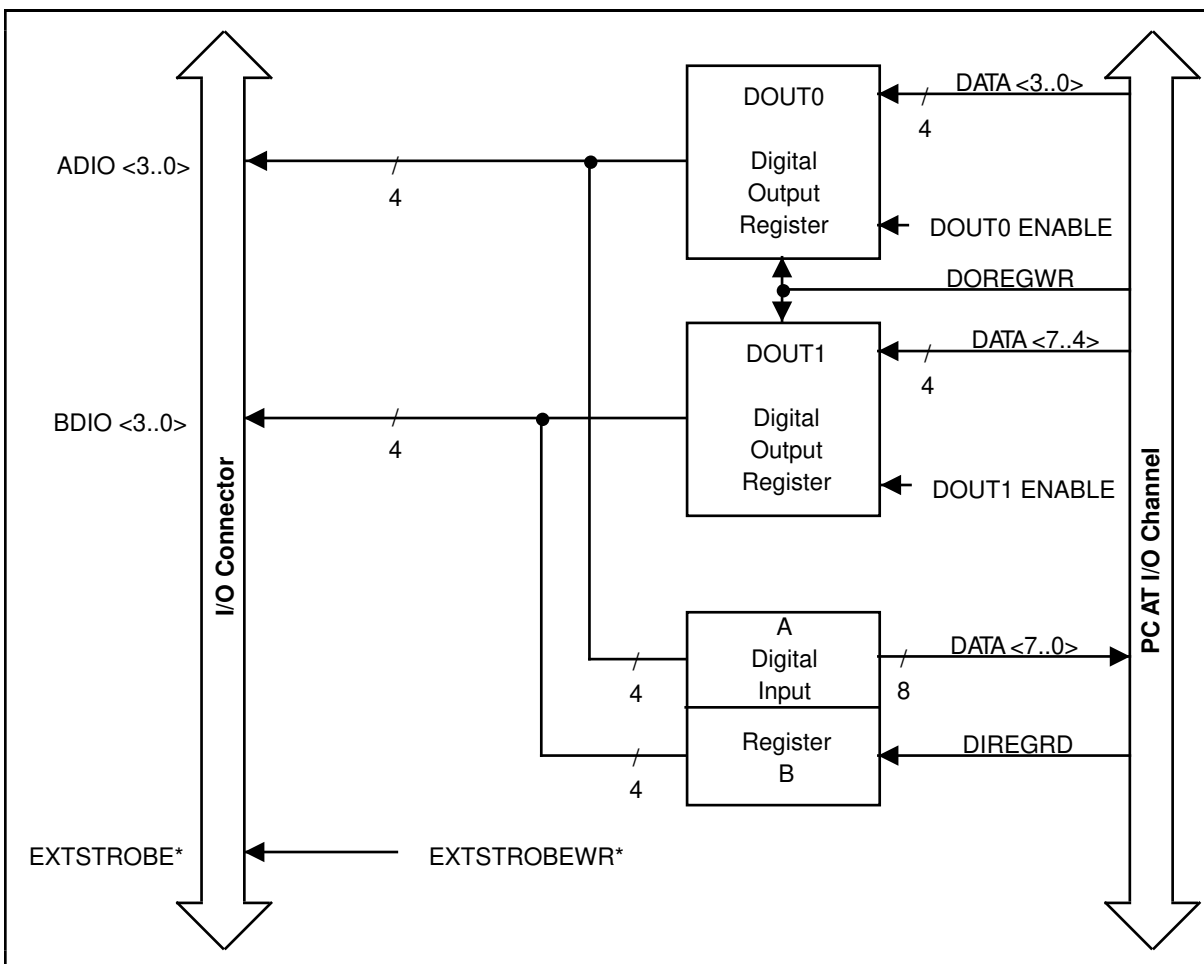 DOUT0
Digital
Output
Register
DATA <3..0>
4
DOUT0 ENABLE
ADIO <3..0>
4
DOREGWR
DOUT1
Digital
Output
Register
DATA <7..4>
4
DOUT1 ENABLE
BDIO <3..0>
4
I/O Connector
PC AT I/O Channel
A
Digital
Input
Register
B
4
4
DATA <7..0>
8
DIREGRD
EXTSTROBE*
EXTSTROBEWR*